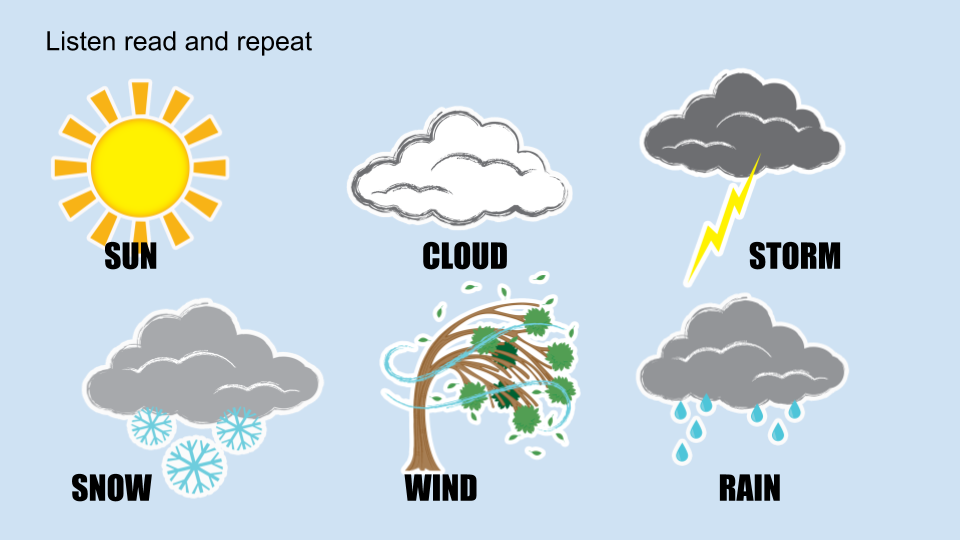 Listen read and repeat
SUN
CLOUD
STORM
SNOW
WIND
RAIN